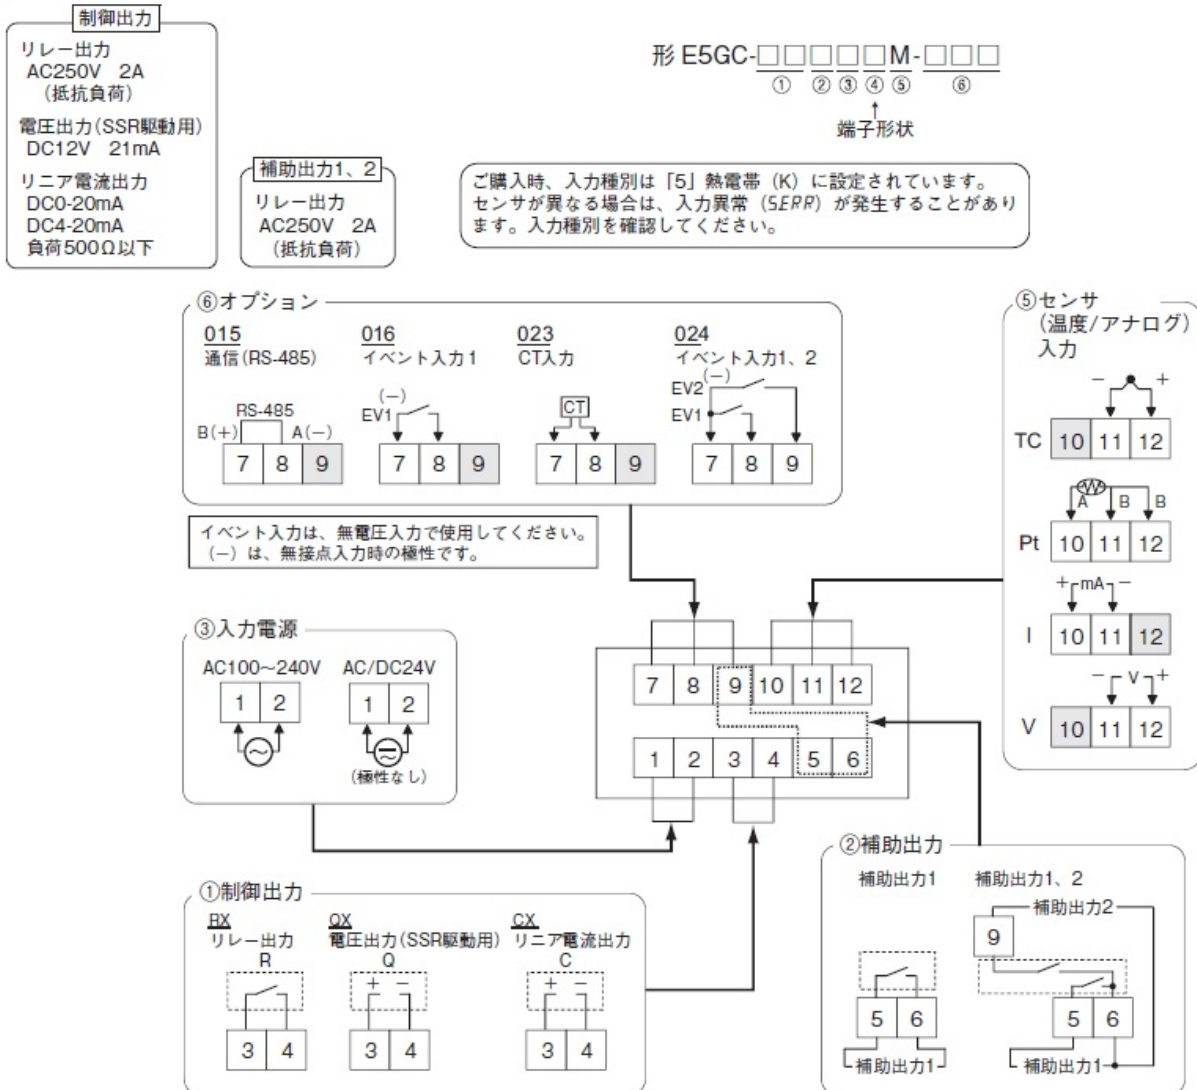 制御出力
リレー出力
AC250V 2A
(抵抗負荷)
電圧出力(SSR駆動用)
DC12V 21mA
リニア電流出力
DC0-20mA
DC4-20mA
負荷500Ω以下
補助出力1、2
リレー出力
AC250V 2A
(抵抗負荷)
形 E5GC-□□□□□M-□□□
① ② ③ ④ ⑤ ⑥
端子形状
ご購入時、入力種別は「5」熱電帯(K)に設定されています。
センサが異なる場合は、入力異常(SERR)が発生することがあり
ます。入力種別を確認してください。
⑥オプション
015
通信(RS-485)
RS-485
B(+) A(−)
7 8 9
016
イベント入力1
(−)
EV1
7 8 9
023
CT入力
CT
7 8 9
024
イベント入力1、2
(−)
EV2
EV1
7 8 9
イベント入力は、無電圧入力で使用してください。
(−)は、無接点入力時の極性です。
⑤センサ
(温度/アナログ)
入力
− +
TC 10 11 12
A B B
Pt 10 11 12
+ mA −
I 10 11 12
− V +
V 10 11 12
③入力電源
AC100~240V
1 2
AC/DC24V
1 2
(極性なし)
7 8 9 10 11 12
1 2 3 4 5 6
①制御出力
RX
リレー出力
R
3 4
QX
電圧出力(SSR駆動用)
Q
+ −
3 4
CX
リニア電流出力
C
+ −
3 4
②補助出力
補助出力1
5 6
補助出力1
補助出力1、2
補助出力2
9
5 6
補助出力1